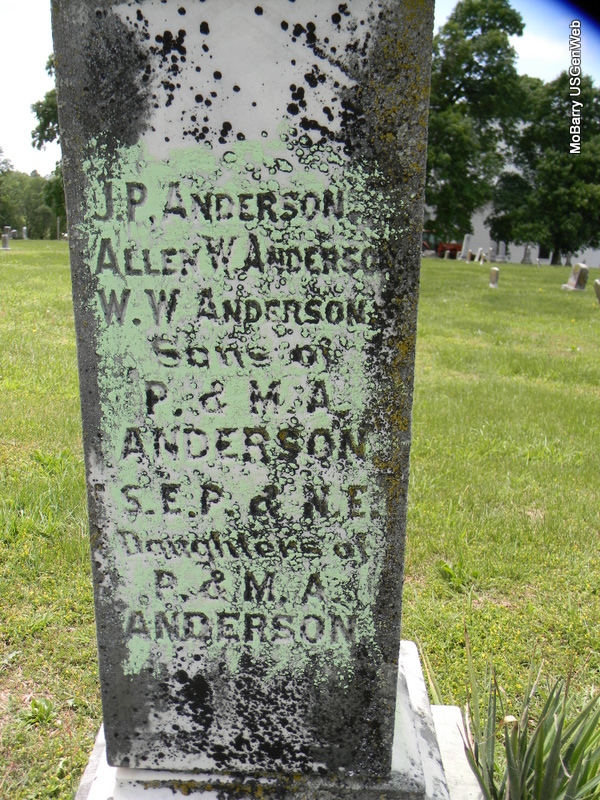 J.P. ANDERSON.
ALLEN W. ANDERSON
W. W. ANDERSON.
Sons of
P. & M. A.
ANDERSON
S.E.P. & N.E.
Daughters of
P. & M. A.
ANDERSON
MoBarry USGenWeb